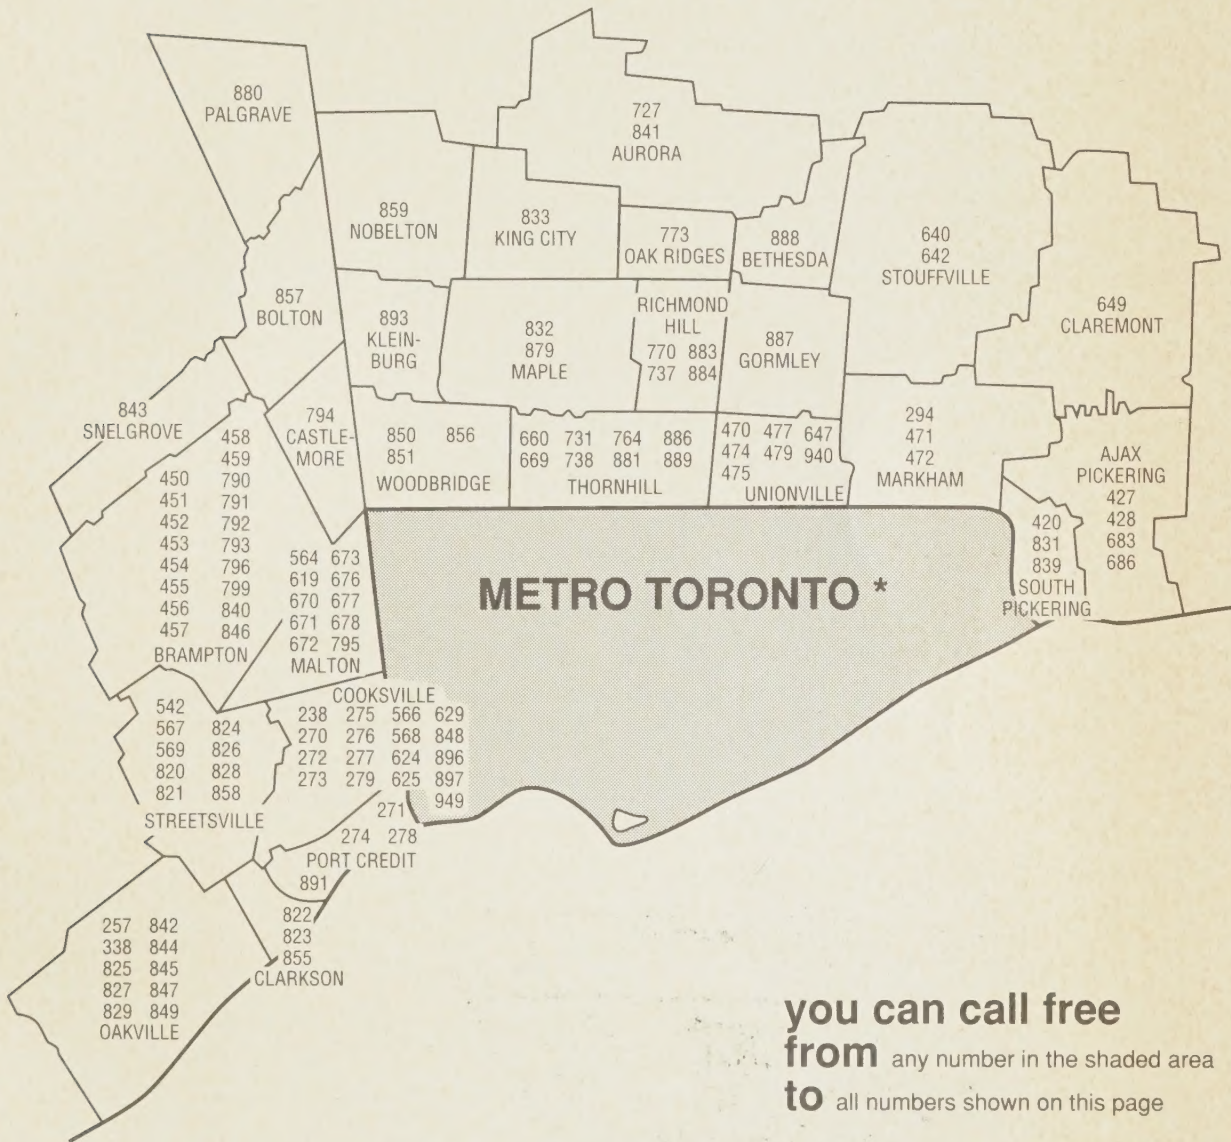 880
PALGRAVE
727
841
AURORA
859
NOBELTON
833
KING CITY
773
OAK RIDGES
888
BETHESDA
640
642
STOUFFVILLE
649
CLAREMONT
857
BOLTON
893
KLEIN-
BURG
832
879
MAPLE
RICHMOND
HILL
770 883
737 884
887
GORMLEY
843
SNELGROVE
794
CASTLE-
MORE
850 856
851
WOODBRIDGE
660 731 764 886
669 738 881 889
THORNHILL
470 477 647
474 479 940
475
UNIONVILLE
294
471
472
MARKHAM
AJAX
PICKERING
427
428
683
686
420
831
839
SOUTH
PICKERING
458
459
450 790
451 791
452 792
453 793
454 796
455 799
456 840
457 846
BRAMPTON
564 673
619 676
670 677
671 678
672 795
MALTON
METRO TORONTO *
COOKSVILLE
238 275 566 629
270 276 568 848
272 277 624 896
273 279 625 897
949
542
567 824
569 826
820 828
821 858
STREETSVILLE
271
274 278
PORT CREDIT
891
822
823
855
CLARKSON
257 842
338 844
825 845
827 847
829 849
OAKVILLE
you can call free
from any number in the shaded area
to all numbers shown on this page